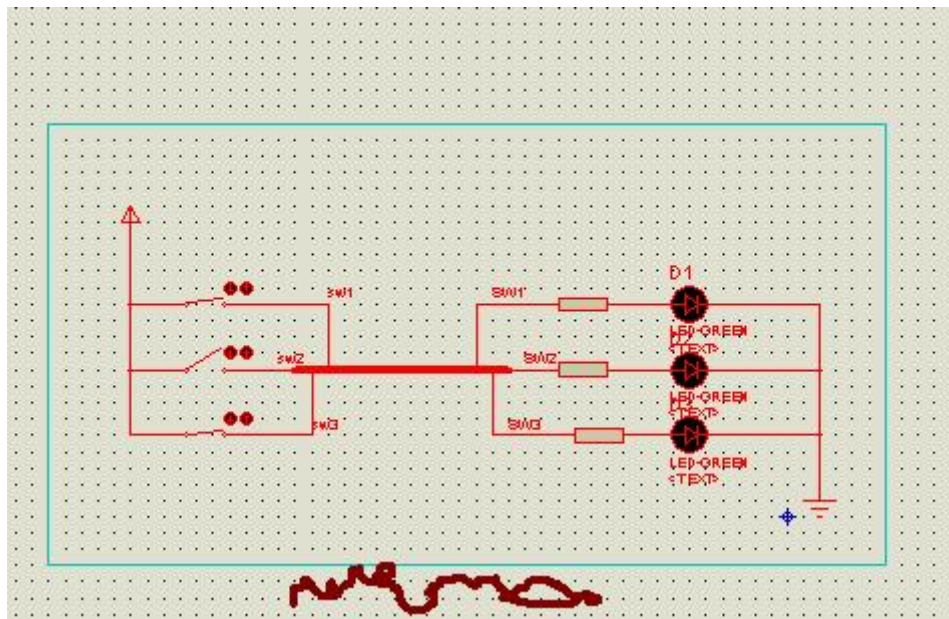 D1
SW1 SW1
LED-GREEN
<TEXT>
SW2 SW2
LED-GREEN
<TEXT>
SW3 SW3
LED-GREEN
<TEXT>